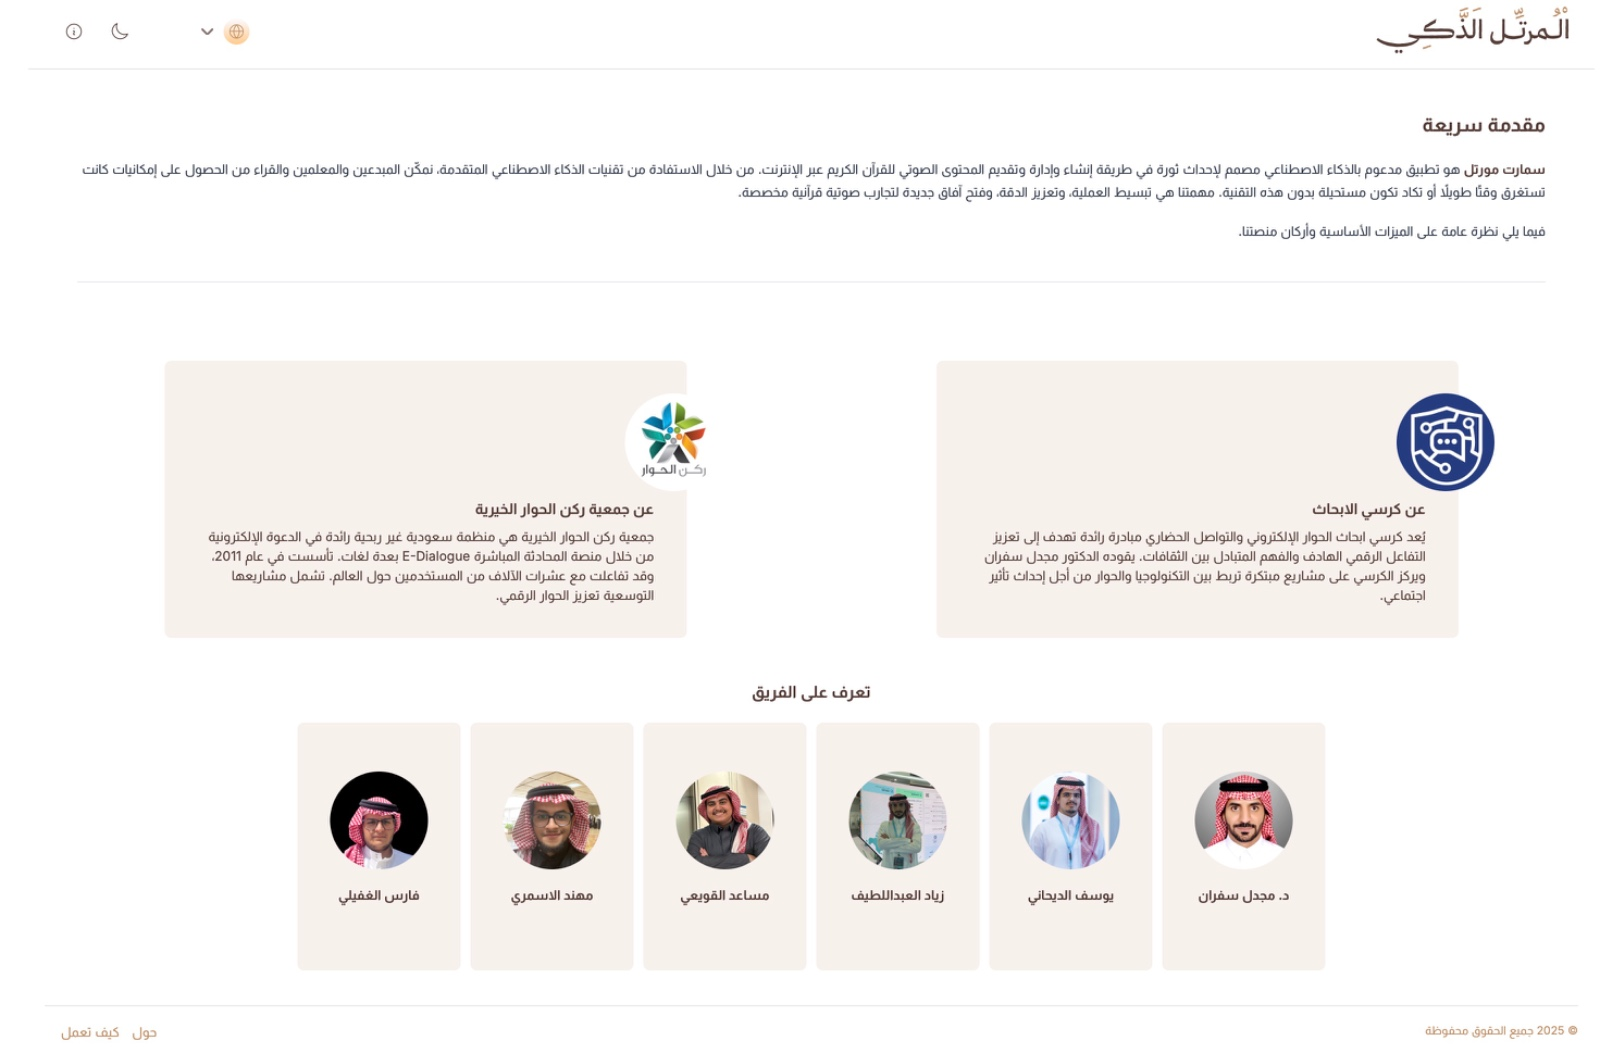 الْمُرتِّل الذَّكِي
مقدمة سريعة
سمارت مورتل هو تطبيق مدعوم بالذكاء الاصطناعي مصمم لإحداث ثورة في طريقة إنشاء وإدارة وتقديم المحتوى الصوتي للقرآن الكريم عبر الإنترنت. من خلال الاستفادة من تقنيات الذكاء الاصطناعي المتقدمة، نمكّن المبدعين والمعلمين والقراء من الحصول على إمكانيات كانت
تستغرق وقتًا طويلاً أو تكاد تكون مستحيلة بدون هذه التقنية. مهمتنا هي تبسيط العملية، وتعزيز الدقة، وفتح آفاق جديدة لتجارب صوتية قرآنية مخصصة.
فيما يلي نظرة عامة على الميزات الأساسية وأركان منصتنا.
عن كرسي الابحاث
يُعد كرسي ابحاث الحوار الإلكتروني والتواصل الحضاري مبادرة رائدة تهدف إلى تعزيز
التفاعل الرقمي الهادف والفهم المتبادل بين الثقافات. يقوده الدكتور مجدل سفران
ويركز الكرسي على مشاريع مبتكرة تربط بين التكنولوجيا والحوار من أجل إحداث تأثير
اجتماعي.
ركن الحوار
عن جمعية ركن الحوار الخيرية
جمعية ركن الحوار الخيرية هي منظمة سعودية غير ربحية رائدة في الدعوة الإلكترونية
من خلال منصة المحادثة المباشرة E-Dialogue بعدة لغات. تأسست في عام 2011،
وقد تفاعلت مع عشرات الآلاف من المستخدمين حول العالم. تشمل مشاريعها
التوسعية تعزيز الحوار الرقمي.
تعرف على الفريق
د. مجدل سفران
يوسف الديحاني
زياد العبداللطيف
مساعد القويعي
مهند الاسمري
فارس الغفيلي
© 2025 جميع الحقوق محفوظة
حول
كيف تعمل